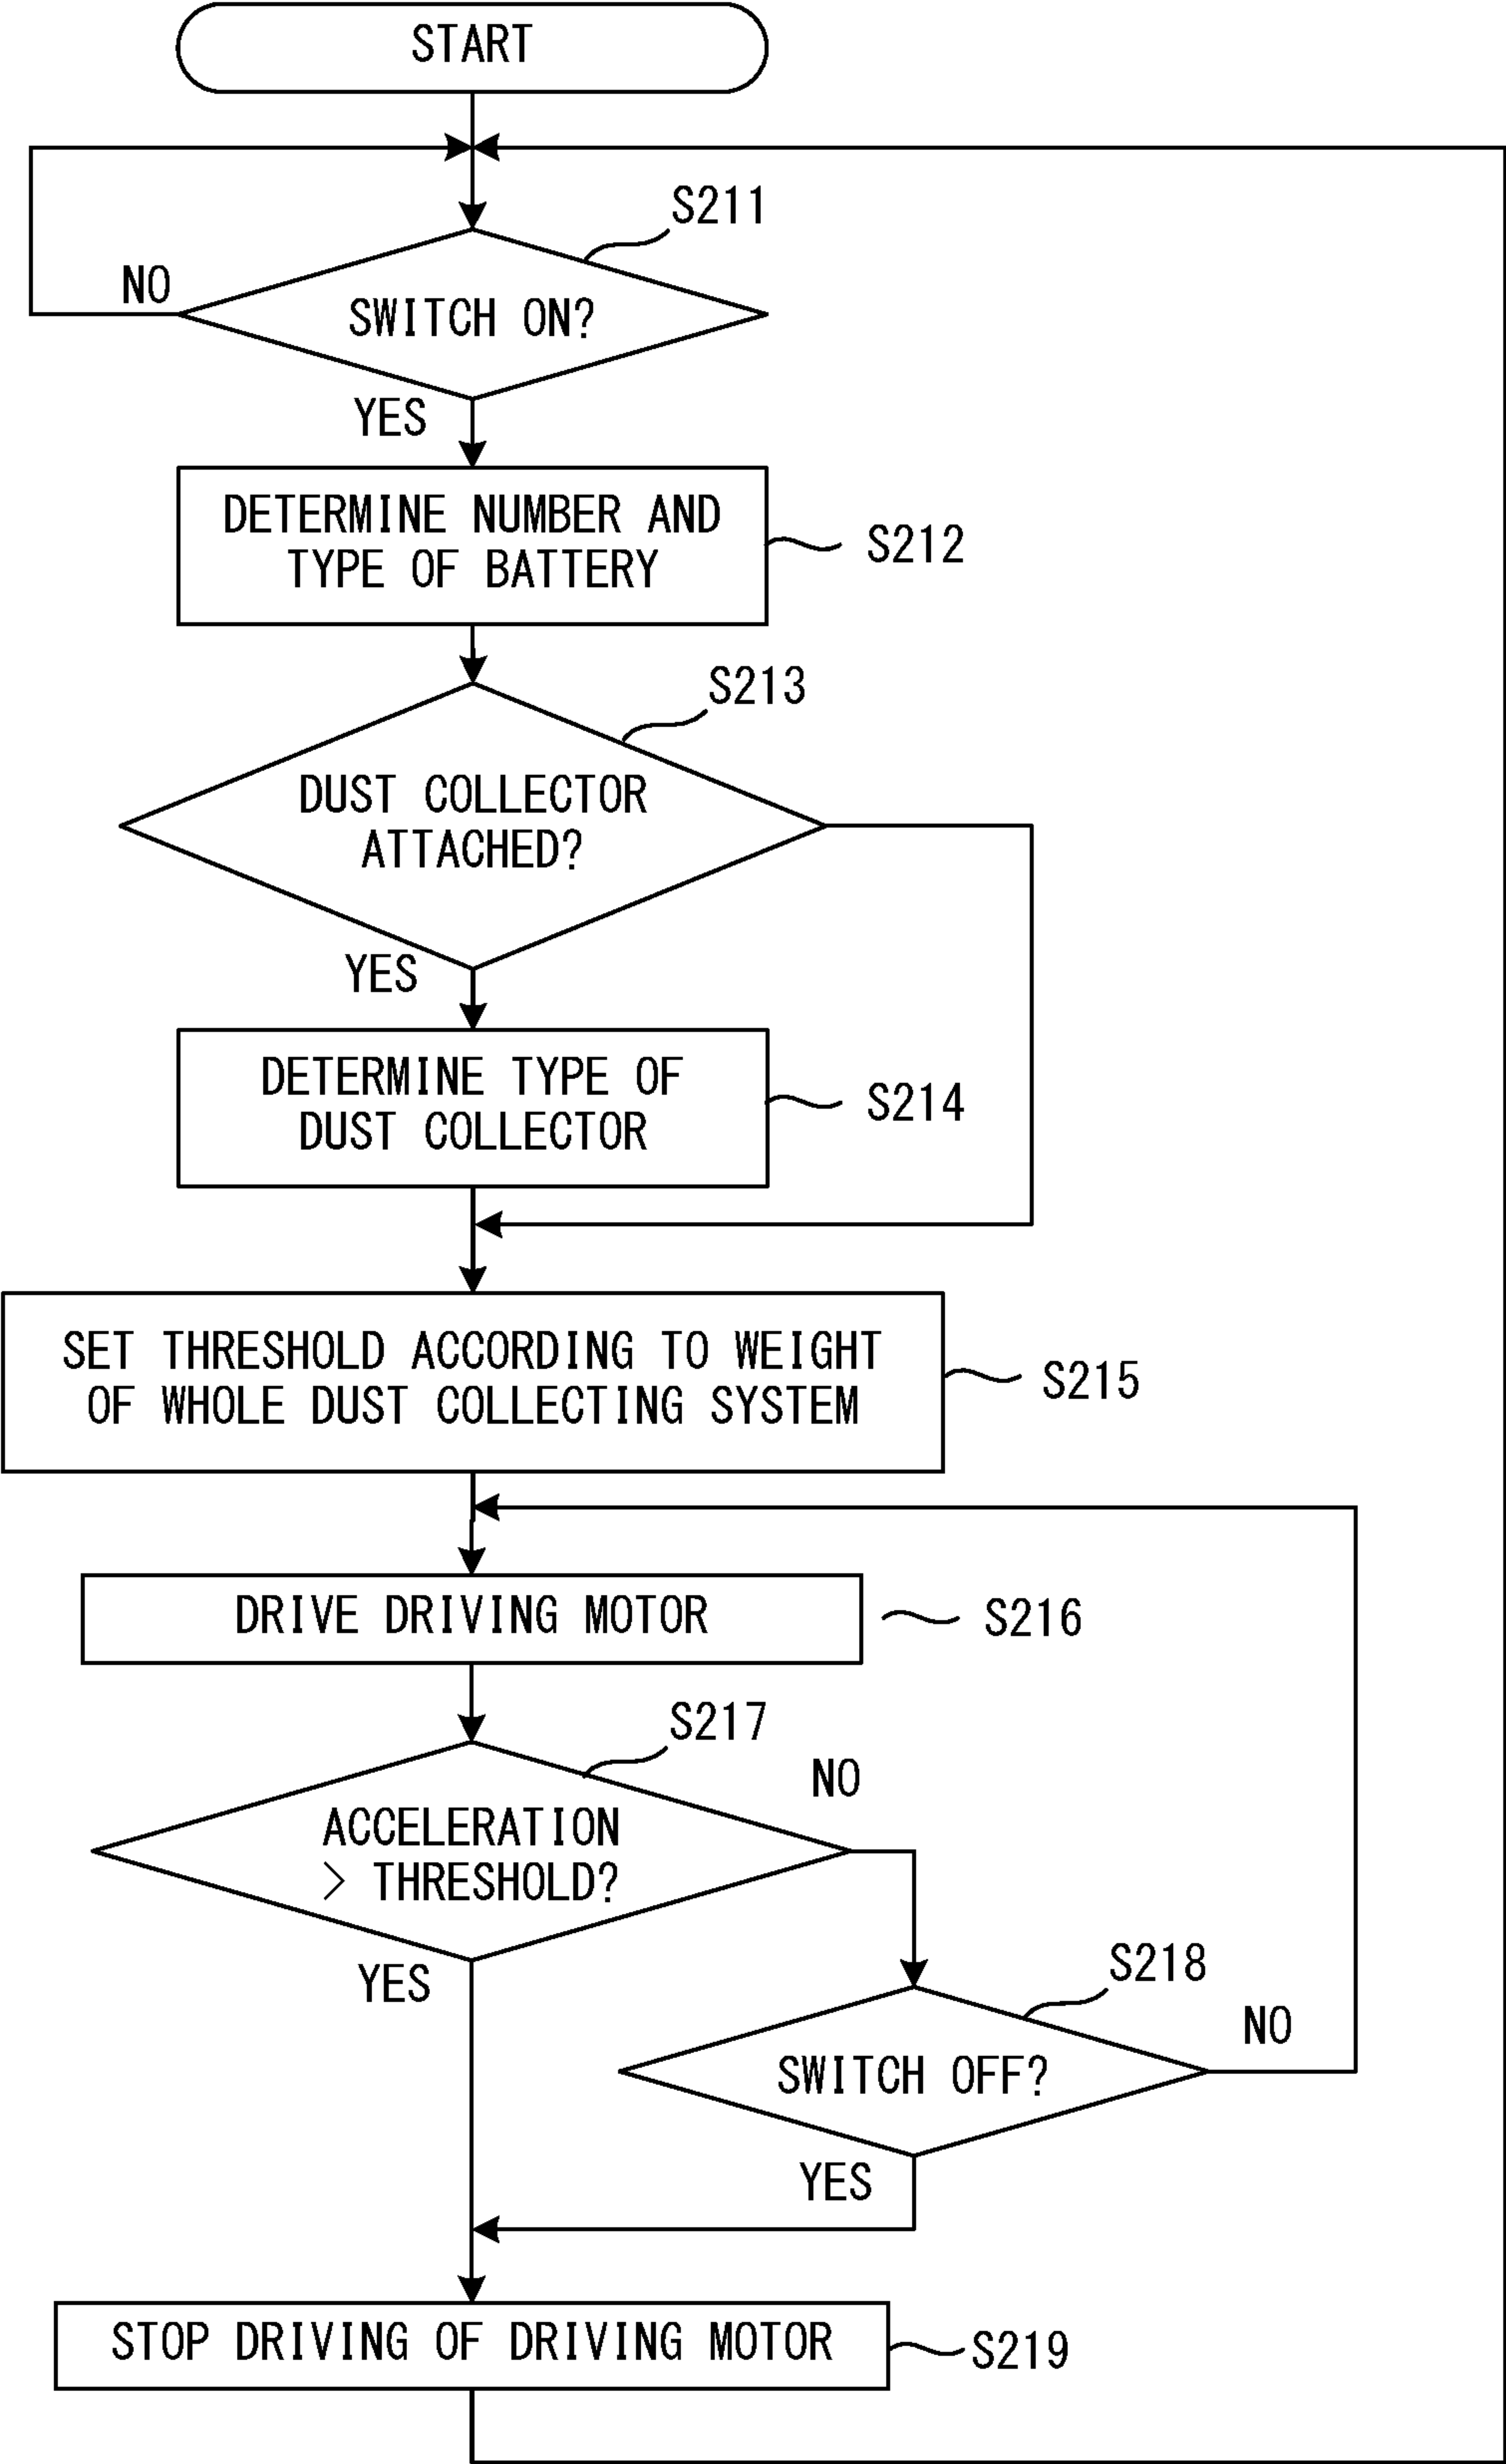 START
S211
NO
SWITCH ON?
YES
DETERMINE NUMBER AND
TYPE OF BATTERY
S212
S213
DUST COLLECTOR
ATTACHED?
YES
DETERMINE TYPE OF
DUST COLLECTOR
S214
SET THRESHOLD ACCORDING TO WEIGHT
OF WHOLE DUST COLLECTING SYSTEM
S215
DRIVE DRIVING MOTOR
S216
S217
NO
ACCELERATION
> THRESHOLD?
YES
S218
NO
SWITCH OFF?
YES
STOP DRIVING OF DRIVING MOTOR
S219